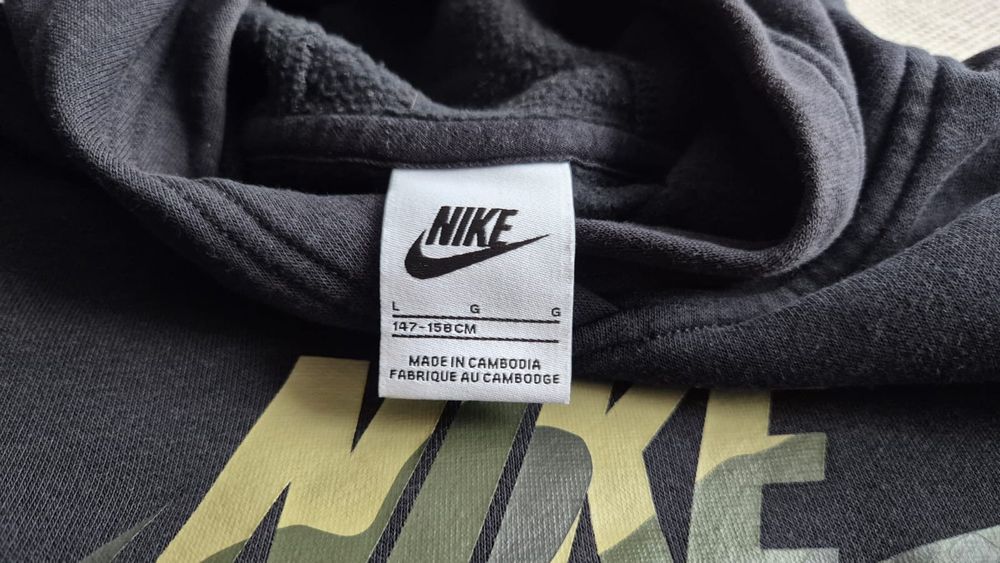 NIKE
L G G
147-158CM
MADE IN CAMBODIA
FABRIQUE AU CAMBODGE
NIKE